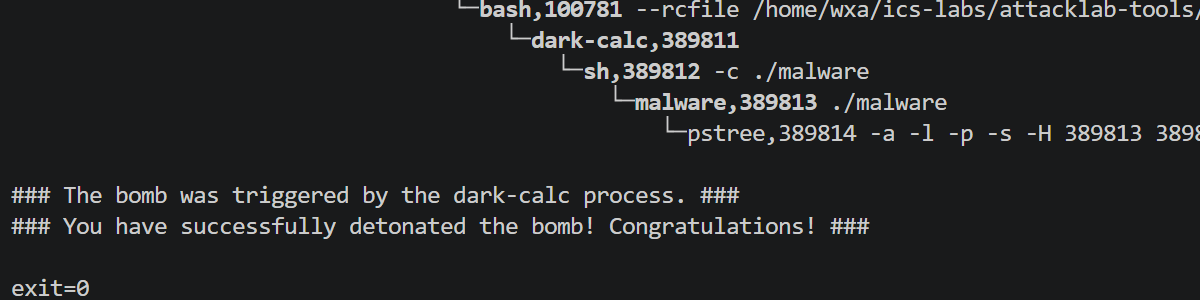 └─bash,100781 --rcfile /home/wxa/ics-labs/attacklab-tools/
└─dark-calc,389811
└─sh,389812 -c ./malware
└─malware,389813 ./malware
└─pstree,389814 -a -l -p -s -H 389813 3898
### The bomb was triggered by the dark-calc process. ###
### You have successfully detonated the bomb! Congratulations! ###
exit=0